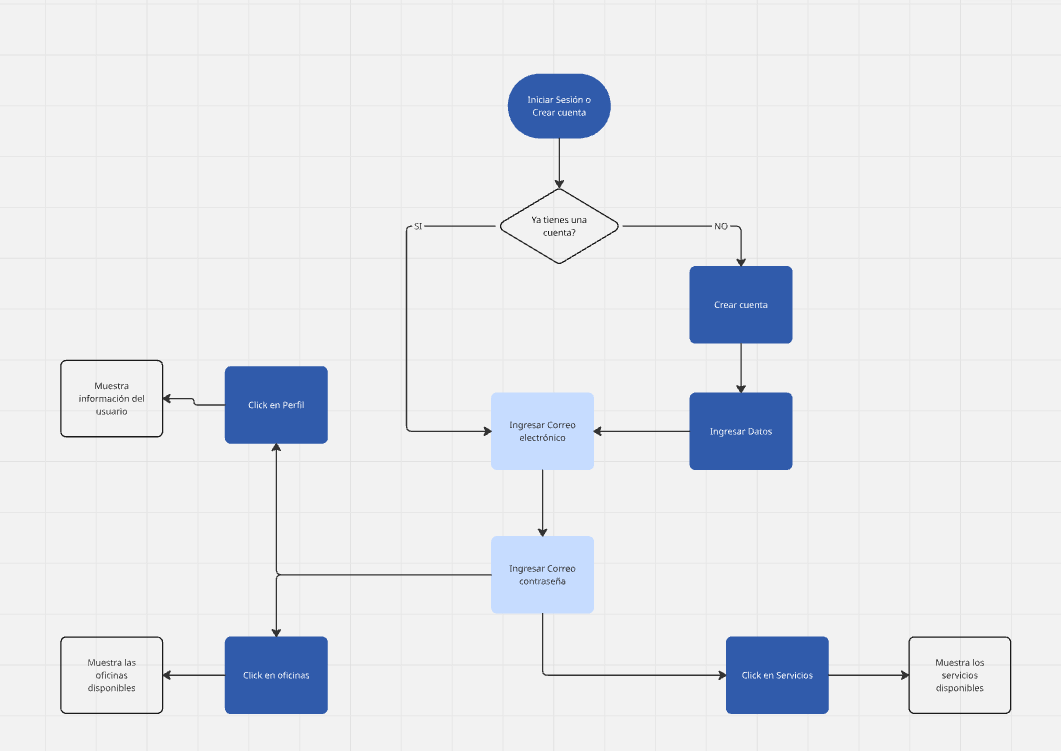 Iniciar Sesión o
Crear cuenta
Ya tienes una
cuenta?
SI
NO
Crear cuenta
Muestra
información del
usuario
Click en Perfil
Ingresar Correo
electrónico
Ingresar Datos
Ingresar Correo
contraseña
Muestra las
oficinas
disponibles
Click en oficinas
Click en Servicios
Muestra los
servicios
disponibles